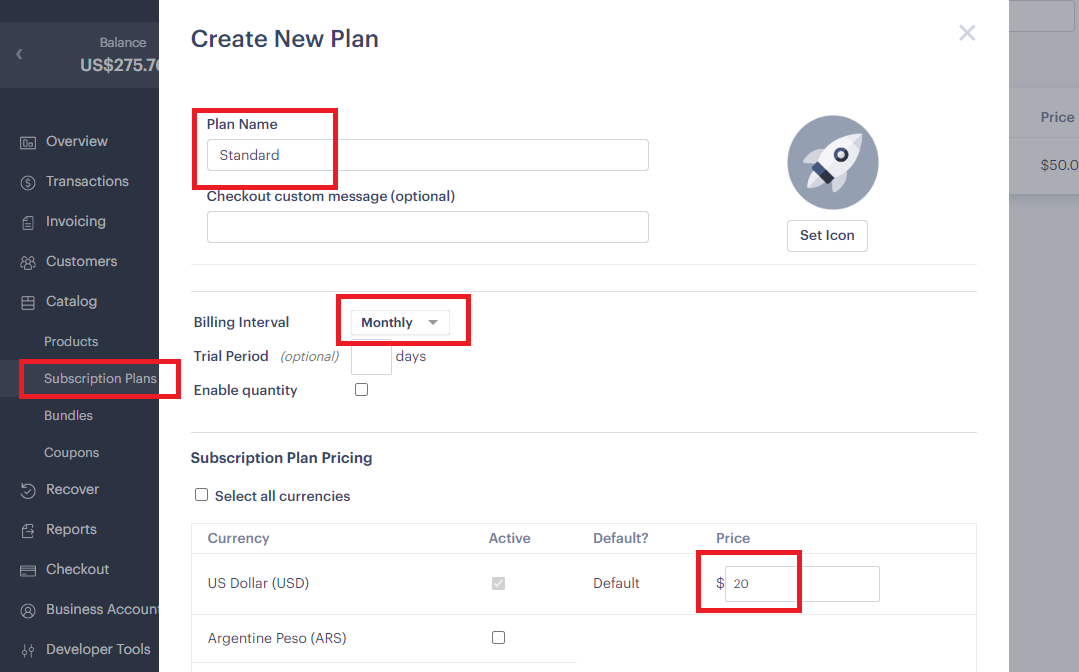 Balance
US$275.70
Overview
Transactions
Invoicing
Customers
Catalog
Products
Subscription Plans
Bundles
Coupons
Recover
Reports
Checkout
Business Accoun
Developer Tools
Create New Plan
Plan Name
Standard
Checkout custom message (optional)
Set Icon
Billing Interval Monthly
Trial Period (optional) days
Enable quantity
Subscription Plan Pricing
Select all currencies
Currency Active Default? Price
US Dollar (USD) Default $ 20
Argentine Peso (ARS)
Price
$50.0